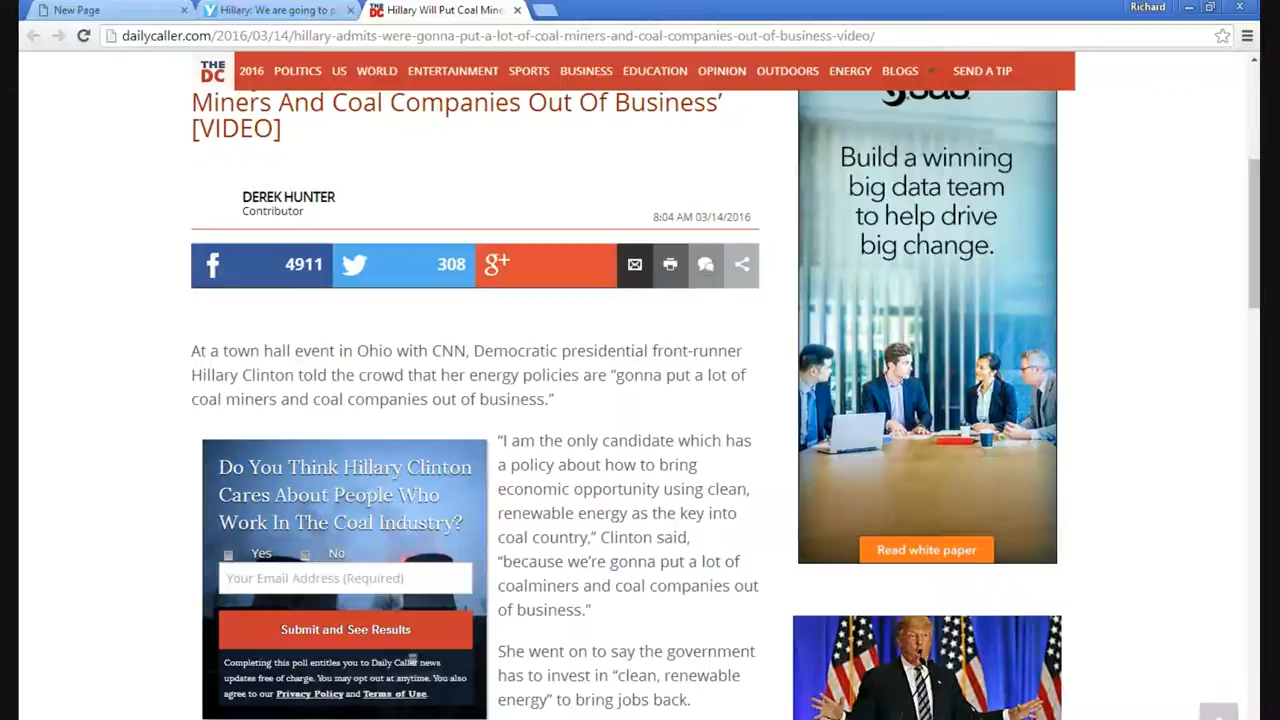 New Page
Hillary: We are going to p
Hillary Will Put Coal Mine
Richard
dailycaller.com/2016/03/14/hillary-admits-were-gonna-put-a-lot-of-coal-miners-and-coal-companies-out-of-business-video/
THE DC
2016 POLITICS US WORLD ENTERTAINMENT SPORTS BUSINESS EDUCATION OPINION OUTDOORS ENERGY BLOGS SEND A TIP
Miners And Coal Companies Out Of Business’
[VIDEO]
DEREK HUNTER
Contributor
8:04 AM 03/14/2016
4911
308
g+
At a town hall event in Ohio with CNN, Democratic presidential front-runner
Hillary Clinton told the crowd that her energy policies are “gonna put a lot of
coal miners and coal companies out of business.”
Do You Think Hillary Clinton
Cares About People Who
Work In The Coal Industry?
Yes No
Your Email Address (Required)
Submit and See Results
Completing this poll entitles you to Daily Caller news
updates free of charge. You may opt out at anytime. You also
agree to our Privacy Policy and Terms of Use.
“I am the only candidate which has
a policy about how to bring
economic opportunity using clean,
renewable energy as the key into
coal country,” Clinton said,
“because we’re gonna put a lot of
coalminers and coal companies out
of business.”
She went on to say the government
has to invest in “clean, renewable
energy” to bring jobs back.
Build a winning
big data team
to help drive
big change.
Read white paper